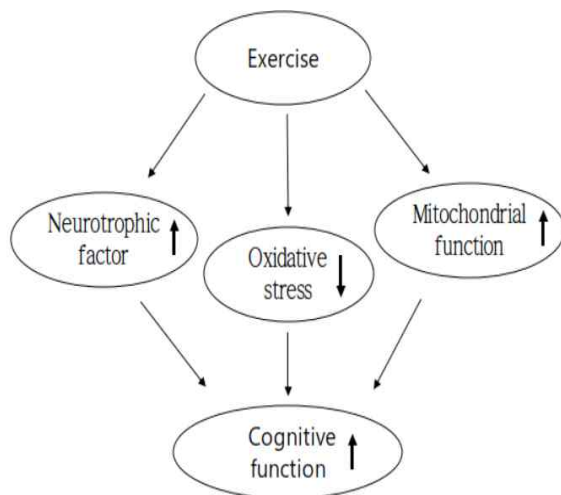 Exercise
Neurotrophic
factor
Oxidative
stress
Mitochondrial
function
Cognitive
function